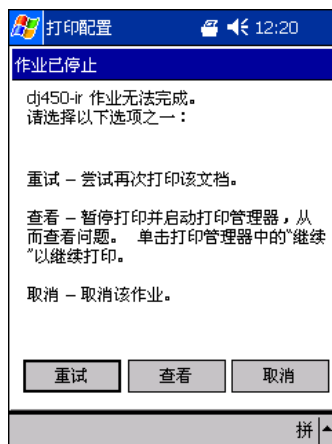 打印配置 12:20
作业已停止
dj450-ir 作业无法完成。
请选择以下选项之一：
重试 – 尝试再次打印该文档。
查看 – 暂停打印并启动打印管理器，从
而查看问题。 单击打印管理器中的“继续
”以继续打印。
取消 – 取消该作业。
重试 查看 取消
拼